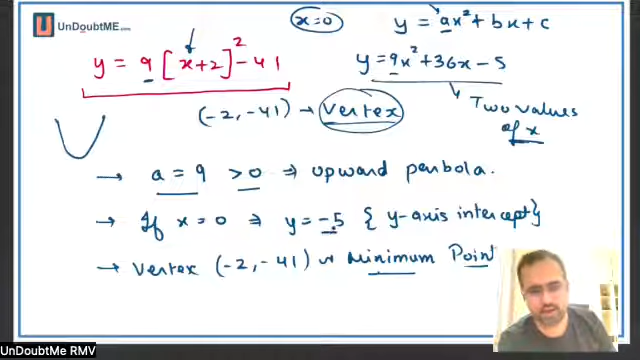 UnDoubtME.COM
x=0
y = ax² + bx + c
y = 9 [x+2]² - 41
y = 9x² + 36x - 5
(-2, -41) → Vertex
Two values
of x
→ a = 9 > 0 ⇒ upward parabola.
→ If x = 0 ⇒ y = -5 {y-axis intercept}
→ Vertex (-2, -41) → Minimum Point
UnDoubtMe RMV